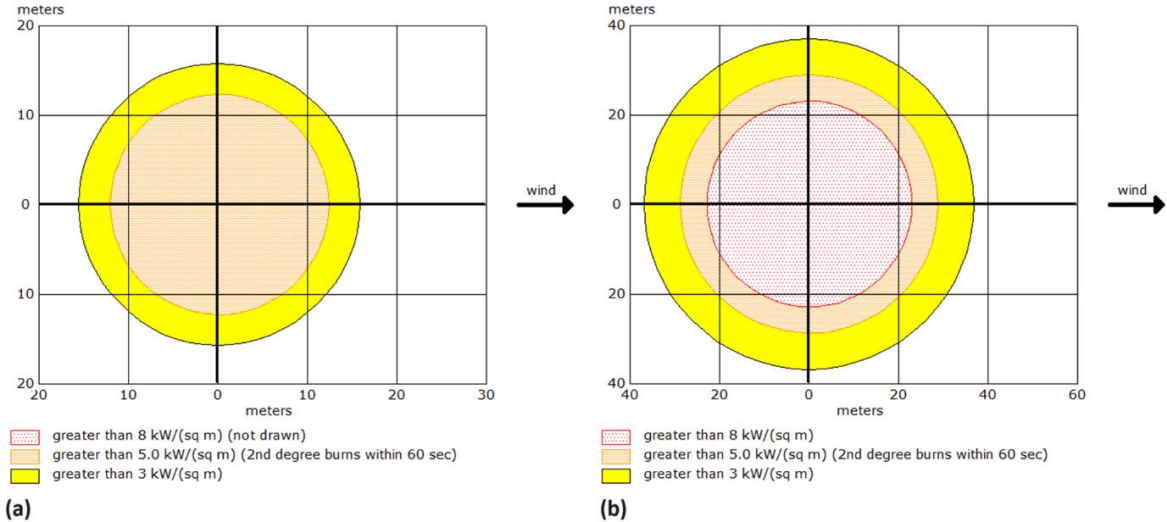 meters
20
10
0
10
20
20
10
0
10
20
30
meters
wind
greater than 8 kW/(sq m) (not drawn)
greater than 5.0 kW/(sq m) (2nd degree burns within 60 sec)
greater than 3 kW/(sq m)
(a)
meters
40
20
0
20
40
40
20
0
20
40
60
meters
wind
greater than 8 kW/(sq m)
greater than 5.0 kW/(sq m) (2nd degree burns within 60 sec)
greater than 3 kW/(sq m)
(b)